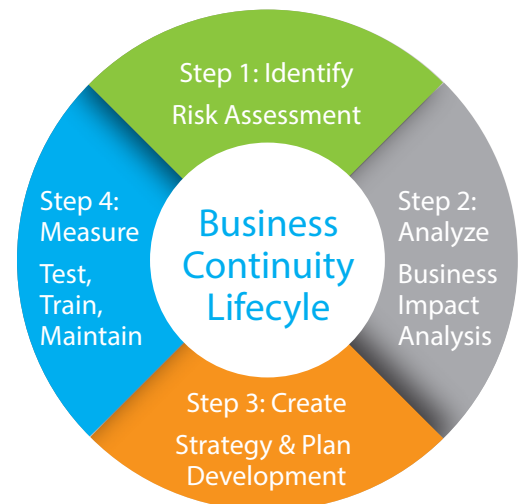 Step 1: Identify
Risk Assessment
Step 2:
Analyze
Business
Impact
Analysis
Step 3: Create
Strategy & Plan
Development
Step 4:
Measure
Test,
Train,
Maintain
Business
Continuity
Lifecyle